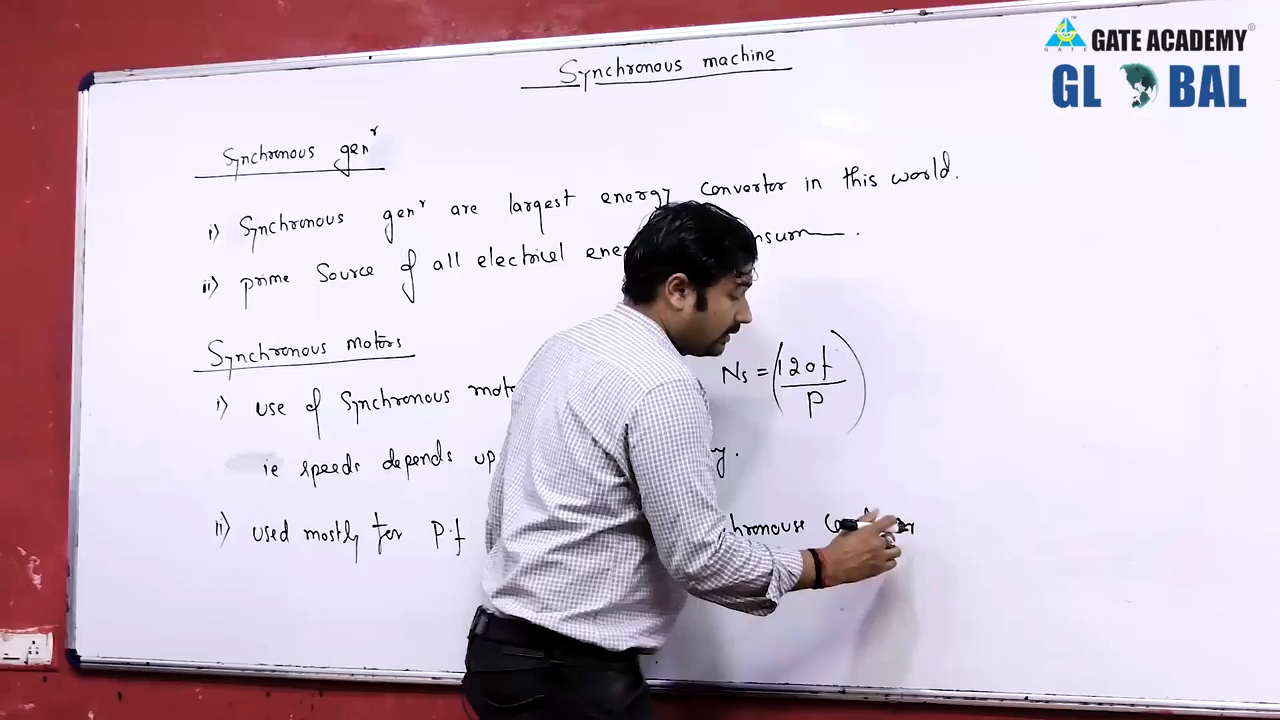 GATE ACADEMY
GATE
GLOBAL
Synchronous machine
Synchronous genʳ
i) Synchronous genʳ are largest energy convertor in this world.
ii) prime source of all electrical
Synchronous motors
i) use of synchronous
Ns = (120f / P)
ie speeds depends
ii) used mostly for P.f